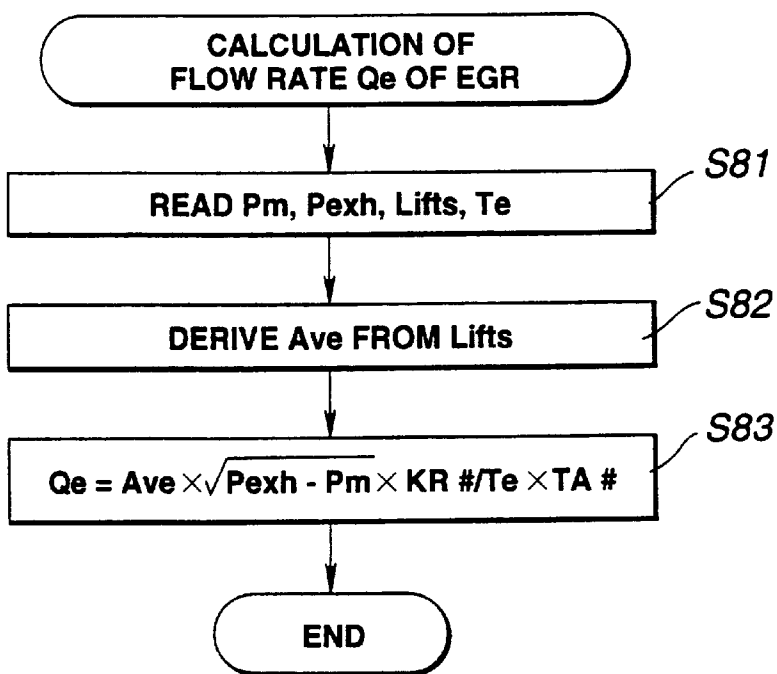 CALCULATION OF
FLOW RATE Qe OF EGR
S81
READ Pm, Pexh, Lifts, Te
S82
DERIVE Ave FROM Lifts
S83
Qe = Ave × √Pexh - Pm × KR #/Te × TA #
END